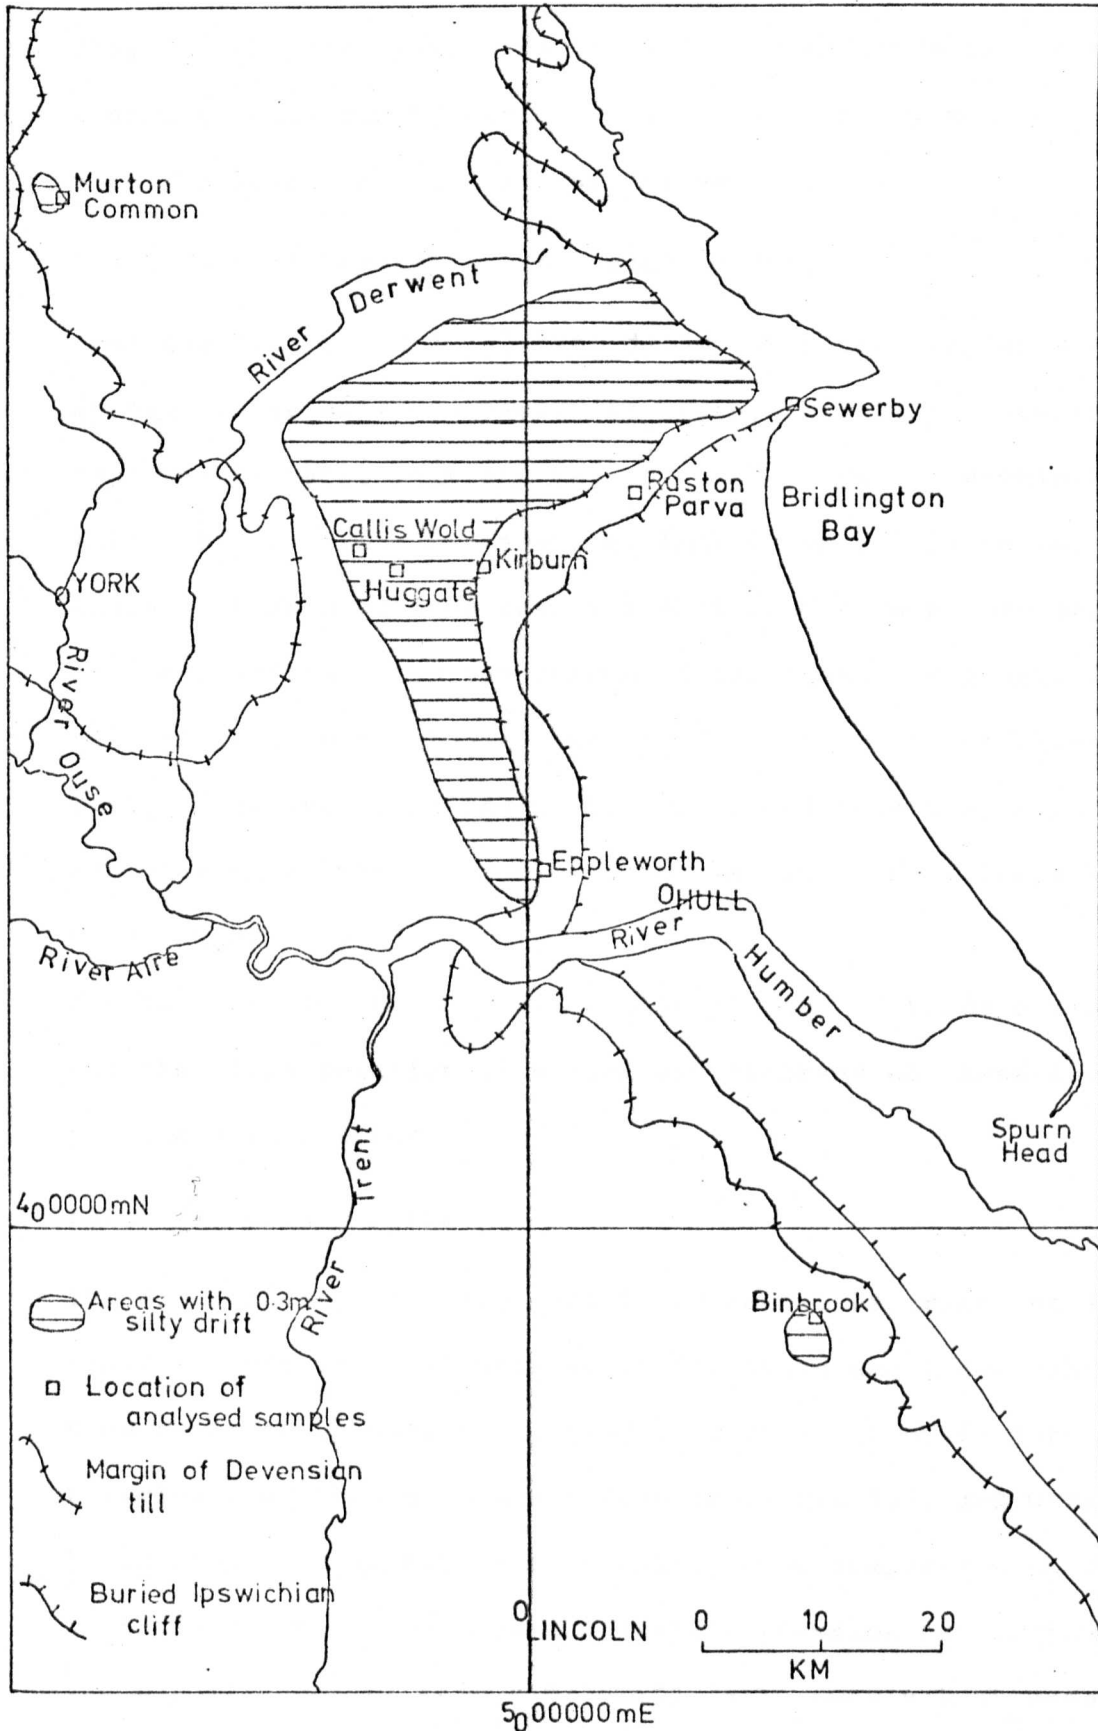 Murton
Common
River Derwent
Sewerby
Ruston
Parva
Bridlington
Bay
Callis Wold
Kirburn
Huggate
YORK
River Ouse
Eppleworth
HULL
River Humber
River Aire
Spurn
Head
River Trent
400000mN
Binbrook
Areas with 0·3m
silty drift
Location of
analysed samples
Margin of Devensian
till
Buried Ipswichian
cliff
LINCOLN
0 10 20
KM
5000000mE